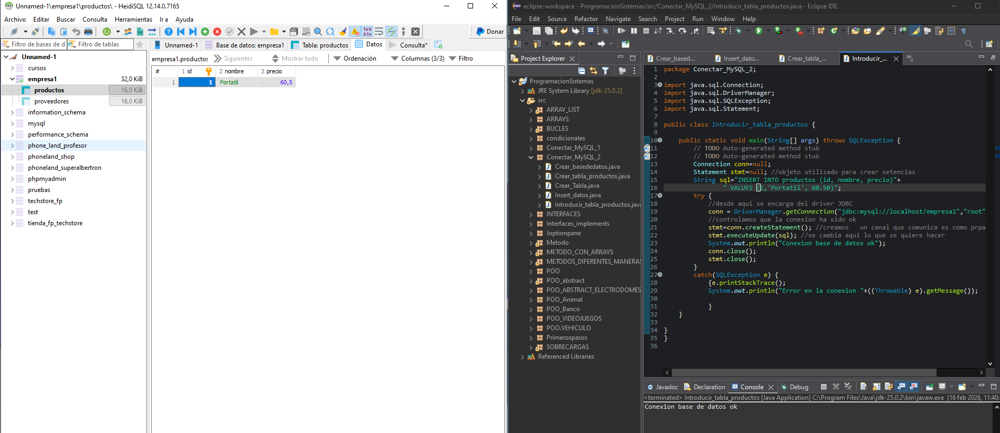 Unnamed-1\empresa1\productos\ - HeidiSQL 12.14.0.7165
Archivo Editar Buscar Consulta Herramientas Ir a Ayuda
Donar
Filtro de bases de d Filtro de tablas
Unnamed-1 Base de datos: empresa1 Tabla: productos Datos Consulta*
Unnamed-1
cursos
empresa1 32,0 KiB
productos 16,0 KiB
proveedores 16,0 KiB
information_schema
mysql
performance_schema
phone_land_profesor
phoneland_shop
phoneland_superalbertron
phpmyadmin
pruebas
techstore_fp
test
tienda_fp_techstore
empresa1.productos Siguientes Mostrar todo Ordenación Columnas (3/3) Filtro
# 1 id 2 nombre 3 precio
1 1 Portatil 60,5
eclipse-workspace - ProgramacionSistemas/src/Conectar_MySQL_2/Introducir_tabla_productos.java - Eclipse IDE
File Edit Source Refactor Navigate Search Project Run Window Help
Project Explorer
ProgramacionSistemas
JRE System Library [jdk-25.0.2]
src
ARRAY_LIST
ARRAYS
BUCLES
condicionales
Conectar_MySQL_1
Conectar_MySQL_2
Crear_basededatos.java
Crear_tabla_productos.java
Crear_Tabla.java
Insert_datos.java
Introducir_tabla_productos.java
INTERFACES
Interfaces_implements
Joptionpane
Metodo
METODO_CON_ARRAYS
METODOS_DIFERENTES_MANERAS
POO
POO_abstract
POO_ABSTRACT_ELECTRODOMES
POO_Animal
POO_Banco
POO_VIDEOJUEGOS
POO.VEHICULO
Primerospasos
SOBRECARGAS
Referenced Libraries
Crear_based... Insert_dato... Crear_tabla_... Introducir_... »9
1 package Conectar_MySQL_2;
2
3 import java.sql.Connection;
4 import java.sql.DriverManager;
5 import java.sql.SQLException;
6 import java.sql.Statement;
7
8 public class Introducir_tabla_productos {
9
10 public static void main(String[] args) throws SQLException {
11 // TODO Auto-generated method stub
12 // TODO Auto-generated method stub
13 Connection conn=null;
14 Statement stmt=null; //objeto utilizado para crear setencias
15 String sql="INSERT INTO productos (id, nombre, precio)"+
16 " VALUES (1,'Portatil', 60.50)";
17 try {
18 //desde aqui se encarga del driver JDBC
19 conn = DriverManager.getConnection("jdbc:mysql://localhost/empresa1","root"
20 //controlamos que la conexion ha sido ok
21 stmt=conn.createStatement(); //creamos un canal que comunica es como prpa
22 stmt.executeUpdate(sql); //se cambia aqui lo que se quiere hacer
23 System.out.println("Conexion base de datos ok");
24 conn.close();
25 stmt.close();
26 }
27 catch(SQLException e) {
28 {e.printStackTrace();
29 System.out.println("Error en la conexion "+((Throwable) e).getMessage());
30
31 }
32 }
33
34 }
35 }
36
Javadoc Declaration Console Debug
<terminated> Introducir_tabla_productos [Java Application] C:\Program Files\Java\jdk-25.0.2\bin\javaw.exe (16 feb 2026, 11:40:
Conexion base de datos ok